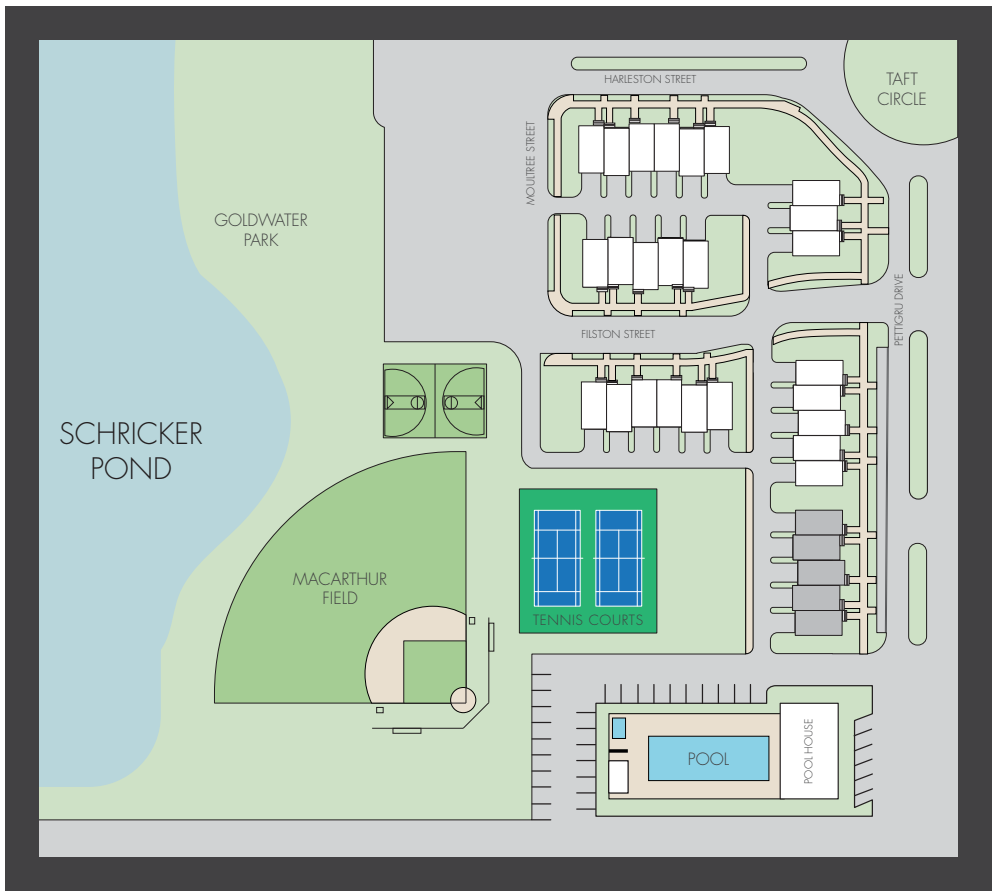 HARLESTON STREET
TAFT
CIRCLE
MOULTREE STREET
GOLDWATER
PARK
PETTIGRU DRIVE
FILSTON STREET
SCHRICKER
POND
MACARTHUR
FIELD
TENNIS COURTS
POOL
POOL HOUSE